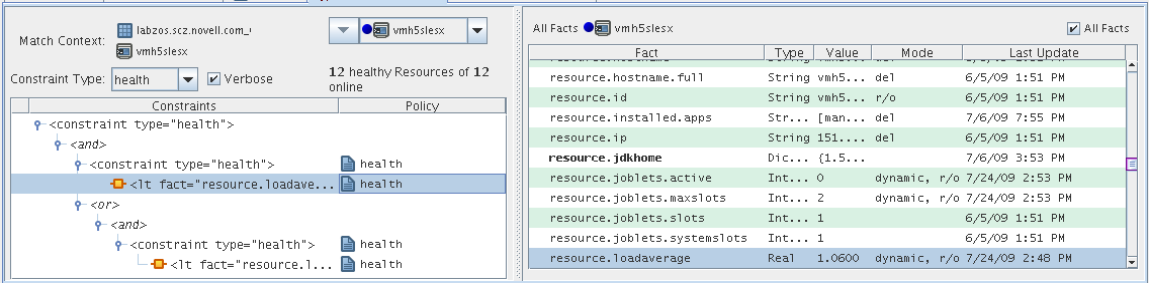 Match Context: labzos.scz.novell.com_
vmh5slesx
vmh5slesx
Constraint Type: health Verbose
12 healthy Resources of 12 online
Constraints Policy
<constraint type="health">
<and>
<constraint type="health"> health
<lt fact="resource.loadave... health
<or>
<and>
<constraint type="health"> health
<lt fact="resource.l... health
All Facts vmh5slesx All Facts
Fact Type Value Mode Last Update
resource.hostname.full String vmh5... del 6/5/09 1:51 PM
resource.id String vmh5... r/o 6/5/09 1:51 PM
resource.installed.apps Str... [man... del 7/6/09 7:55 PM
resource.ip String 151.... del 6/5/09 1:51 PM
resource.jdkhome Dic... {1.5... 7/6/09 3:53 PM
resource.joblets.active Int... 0 dynamic, r/o 7/24/09 2:53 PM
resource.joblets.maxslots Int... 2 dynamic, r/o 7/24/09 2:53 PM
resource.joblets.slots Int... 1 6/5/09 1:51 PM
resource.joblets.systemslots Int... 1 6/5/09 1:51 PM
resource.loadaverage Real 1.0600 dynamic, r/o 7/24/09 2:48 PM